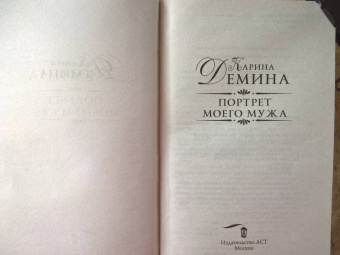 Карина
Демина
ПОРТРЕТ
МОЕГО МУЖА
Издательство АСТ
Москва